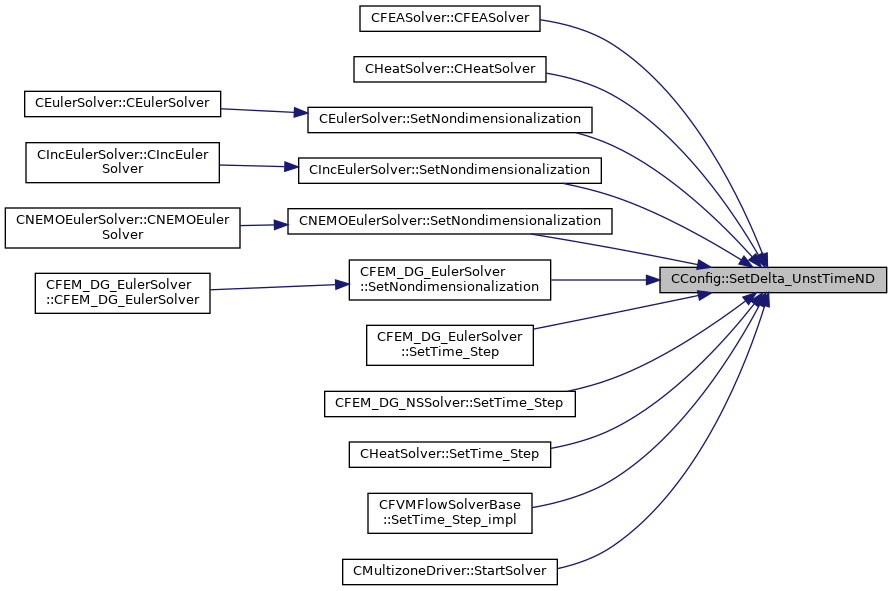 CFEASolver::CFEASolver
CHeatSolver::CHeatSolver
CEulerSolver::CEulerSolver
CEulerSolver::SetNondimensionalization
CIncEulerSolver::CIncEuler
Solver
CIncEulerSolver::SetNondimensionalization
CNEMOEulerSolver::CNEMOEuler
Solver
CNEMOEulerSolver::SetNondimensionalization
CFEM_DG_EulerSolver
::CFEM_DG_EulerSolver
CFEM_DG_EulerSolver
::SetNondimensionalization
CConfig::SetDelta_UnstTimeND
CFEM_DG_EulerSolver
::SetTime_Step
CFEM_DG_NSSolver::SetTime_Step
CHeatSolver::SetTime_Step
CFVMFlowSolverBase
::SetTime_Step_impl
CMultizoneDriver::StartSolver